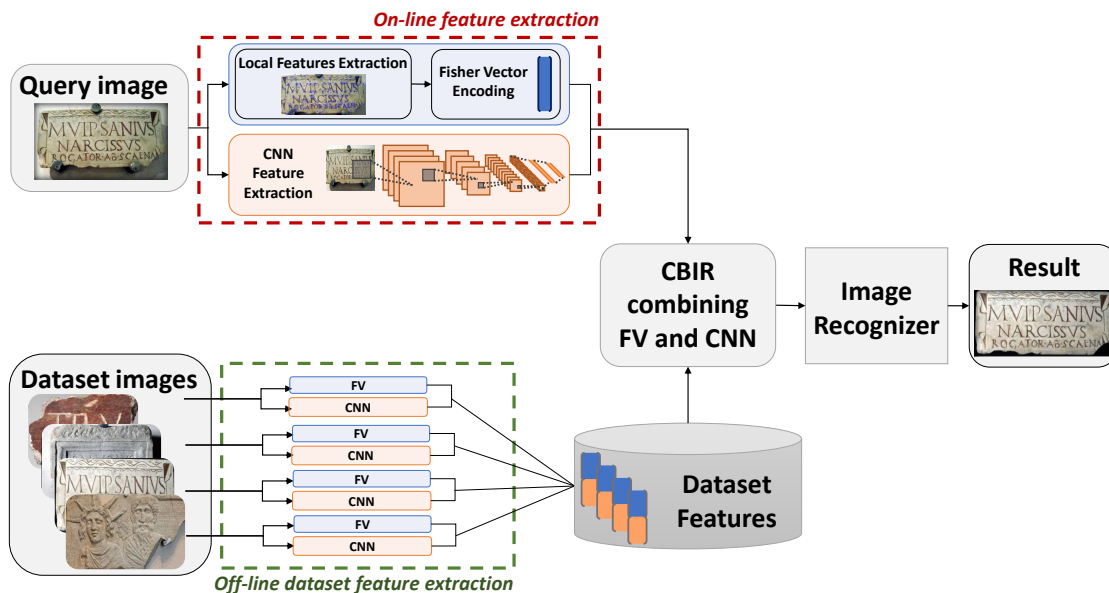 On-line feature extraction
Query image
MVIPSANIVS
NARCISSVS
ROCATOR·AB·SCAENA
Local Features Extraction
MVIPSANIVS
NARCISSVS
Fisher Vector
Encoding
CNN
Feature
Extraction
CBIR
combining
FV and CNN
Image
Recognizer
Result
MVIPSANIVS
NARCISSVS
ROCATOR·AB·SCAENA
Dataset images
MVIPSANIVS
FV
CNN
FV
CNN
FV
CNN
FV
CNN
Dataset
Features
Off-line dataset feature extraction